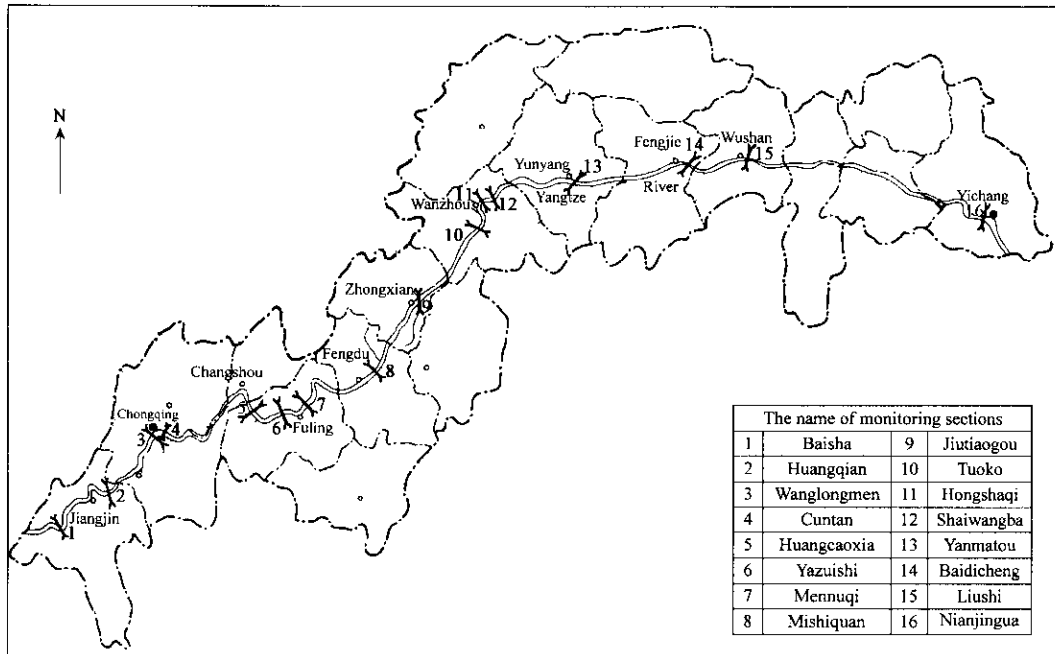 N
Fengjie 14 Wushan
15
Yunyang 13
River
11
Wanzhou 12 Yangtze
Yichang
16
10
Zhongxian
9
Fengdu
8
Changshou
5
6 7
Fuling
Chongqing
3 4
2
Jiangjin
1
The name of monitoring sections
1 Baisha 9 Jiutiaogou
2 Huangqian 10 Tuoko
3 Wanglongmen 11 Hongshaqi
4 Cuntan 12 Shaiwangba
5 Huangcaoxia 13 Yanmatou
6 Yazuishi 14 Baidicheng
7 Mennuqi 15 Liushi
8 Mishiquan 16 Nianjingua